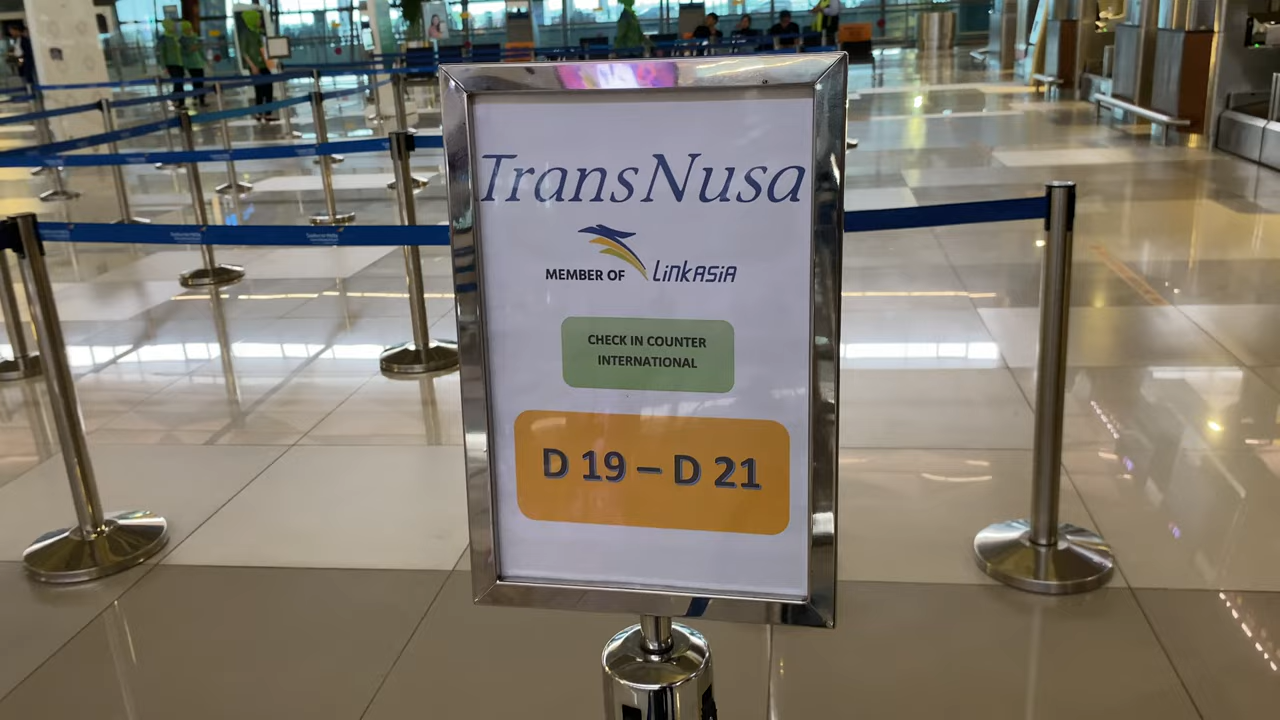 TransNusa
MEMBER OF LinkAsia
CHECK IN COUNTER
INTERNATIONAL
D 19 – D 21